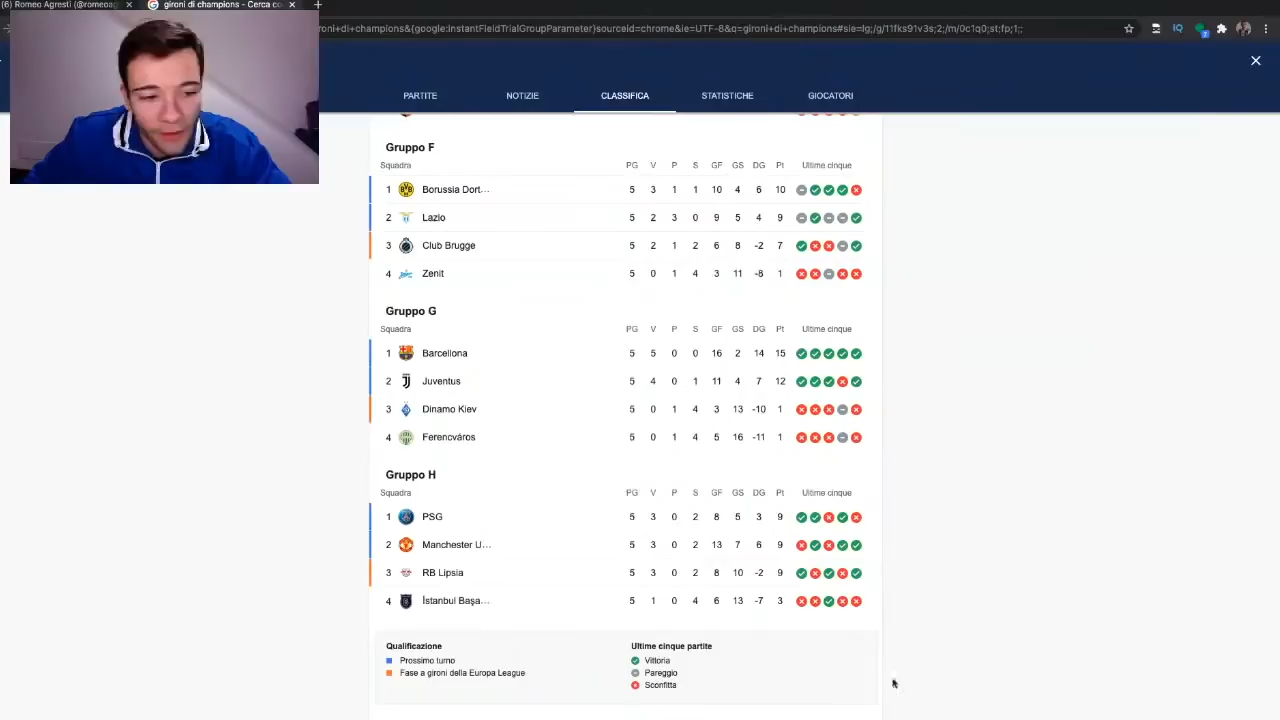 (6) Romeo Agresti (@romeoag
gironi di champions - Cerca co
ni+di+champions&{google:instantFieldTrialGroupParameter}sourceid=chrome&ie=UTF-8&q=gironi+di+champions#sie=lg;/g/11fks91v3s;2;/m/0c1q0;st;fp;1;;
PARTITE NOTIZIE CLASSIFICA STATISTICHE GIOCATORI
Gruppo F
Squadra PG V P S GF GS DG Pt Ultime cinque
1 Borussia Dort... 5 3 1 1 10 4 6 10
2 Lazio 5 2 3 0 9 5 4 9
3 Club Brugge 5 2 1 2 6 8 -2 7
4 Zenit 5 0 1 4 3 11 -8 1
Gruppo G
Squadra PG V P S GF GS DG Pt Ultime cinque
1 Barcellona 5 5 0 0 16 2 14 15
2 Juventus 5 4 0 1 11 4 7 12
3 Dinamo Kiev 5 0 1 4 3 13 -10 1
4 Ferencváros 5 0 1 4 5 16 -11 1
Gruppo H
Squadra PG V P S GF GS DG Pt Ultime cinque
1 PSG 5 3 0 2 8 5 3 9
2 Manchester U... 5 3 0 2 13 7 6 9
3 RB Lipsia 5 3 0 2 8 10 -2 9
4 İstanbul Başa... 5 1 0 4 6 13 -7 3
Qualificazione
Prossimo turno
Fase a gironi della Europa League
Ultime cinque partite
Vittoria
Pareggio
Sconfitta